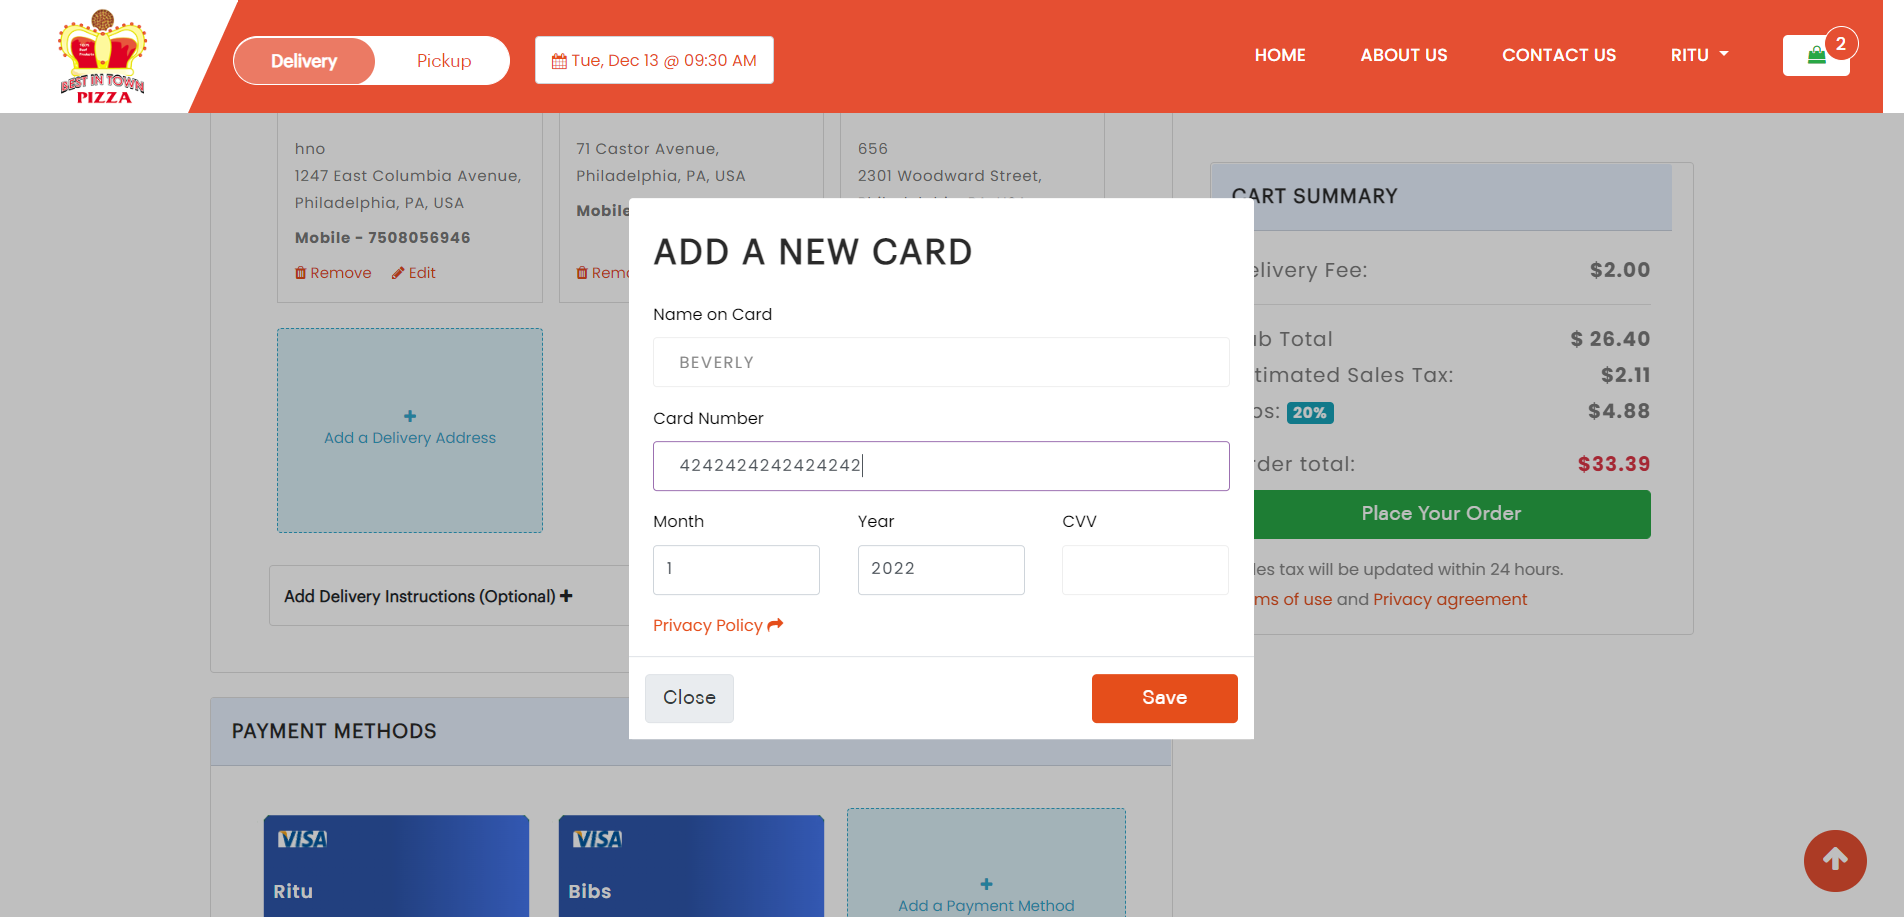 BEST IN TOWN
PIZZA
Delivery
Pickup
Tue, Dec 13 @ 09:30 AM
HOME
ABOUT US
CONTACT US
RITU
2
hno
1247 East Columbia Avenue,
Philadelphia, PA, USA
Mobile - 7508056946
Remove
Edit
71 Castor Avenue,
Philadelphia, PA, USA
Mobile
Remo
656
2301 Woodward Street,
Add a Delivery Address
Add Delivery Instructions (Optional)
ADD A NEW CARD
Name on Card
BEVERLY
Card Number
4242424242424242
Month
Year
CVV
1
2022
Privacy Policy
Close
Save
CART SUMMARY
elivery Fee:
$2.00
ub Total
$ 26.40
timated Sales Tax:
$2.11
ps: 20%
$4.88
rder total:
$33.39
Place Your Order
les tax will be updated within 24 hours.
ms of use and Privacy agreement
PAYMENT METHODS
VISA
Ritu
VISA
Bibs
Add a Payment Method